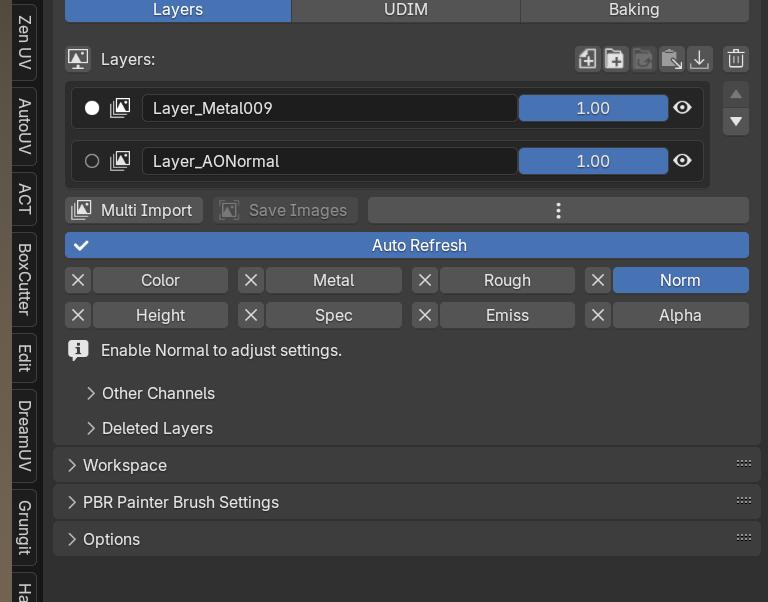 Layers UDIM Baking
Layers:
Layer_Metal009 1.00
Layer_AONormal 1.00
Multi Import Save Images
Auto Refresh
Color Metal Rough Norm
Height Spec Emiss Alpha
Enable Normal to adjust settings.
Other Channels
Deleted Layers
Workspace
PBR Painter Brush Settings
Options
Zen UV
AutoUV
ACT
BoxCutter
Edit
DreamUV
Grungit